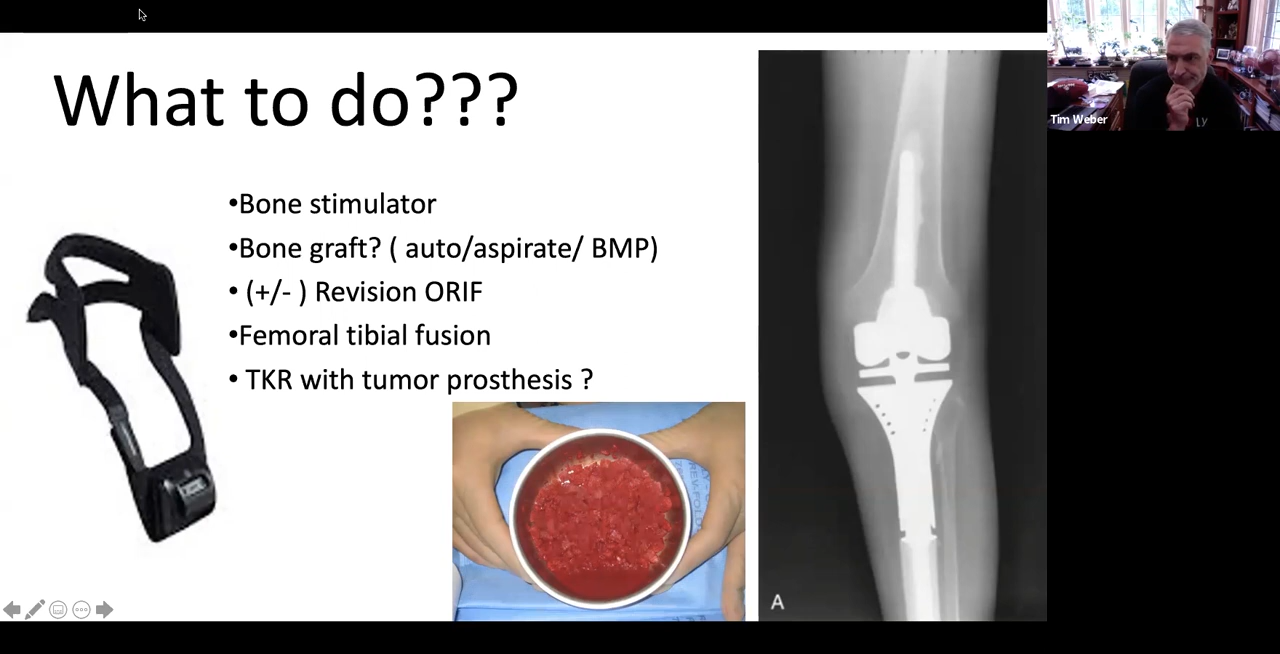 What to do???
•Bone stimulator
•Bone graft? ( auto/aspirate/ BMP)
• (+/- ) Revision ORIF
•Femoral tibial fusion
• TKR with tumor prosthesis ?
A
Tim Weber
LY